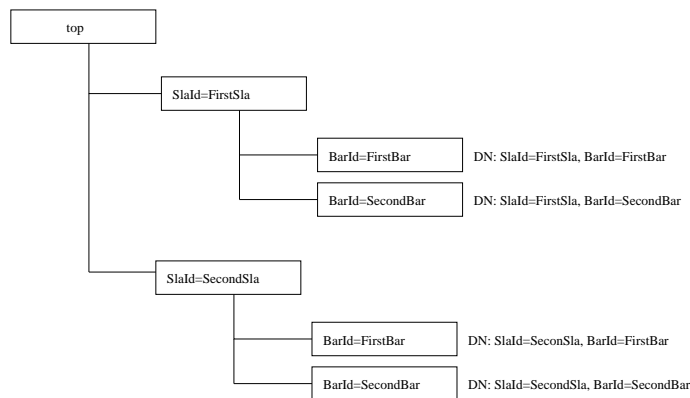 top
SlaId=FirstSla
BarId=FirstBar DN: SlaId=FirstSla, BarId=FirstBar
BarId=SecondBar DN: SlaId=FirstSla, BarId=SecondBar
SlaId=SecondSla
BarId=FirstBar DN: SlaId=SeconSla, BarId=FirstBar
BarId=SecondBar DN: SlaId=SecondSla, BarId=SecondBar